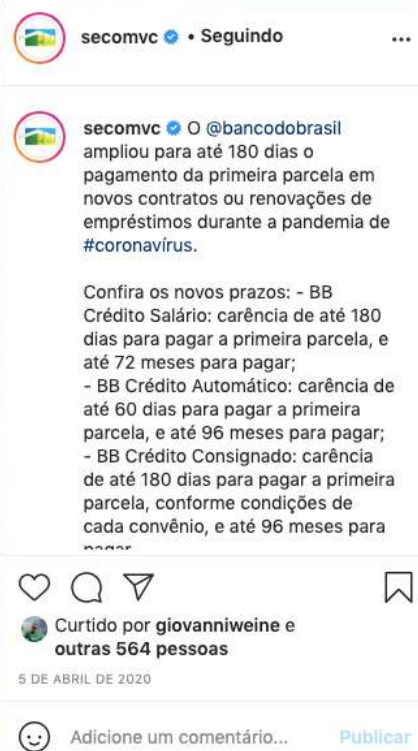 secomvc • Seguindo
...
secomvc O @bancodobrasil
ampliou para até 180 dias o
pagamento da primeira parcela em
novos contratos ou renovações de
empréstimos durante a pandemia de
#coronavírus.
Confira os novos prazos: - BB
Crédito Salário: carência de até 180
dias para pagar a primeira parcela, e
até 72 meses para pagar;
- BB Crédito Automático: carência de
até 60 dias para pagar a primeira
parcela, e até 96 meses para pagar;
- BB Crédito Consignado: carência
de até 180 dias para pagar a primeira
parcela, conforme condições de
cada convênio, e até 96 meses para
pagar
Curtido por giovanniweine e
outras 564 pessoas
5 DE ABRIL DE 2020
Adicione um comentário... Publicar